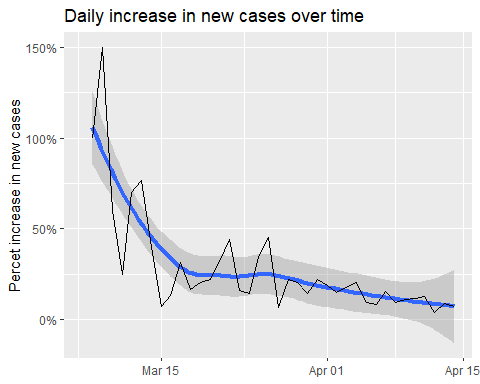 Daily increase in new cases over time
Percet increase in new cases
150%
100%
50%
0%
Mar 15
Apr 01
Apr 15